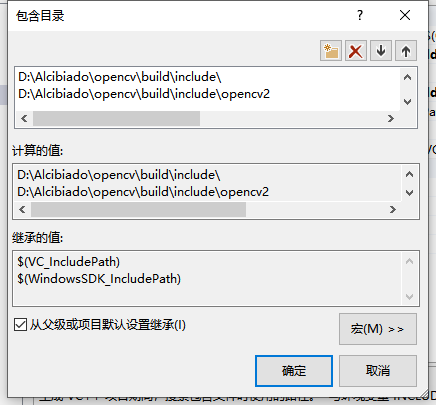 包含目录
? ×
D:\Alcibiado\opencv\build\include\
D:\Alcibiado\opencv\build\include\opencv2
计算的值:
D:\Alcibiado\opencv\build\include\
D:\Alcibiado\opencv\build\include\opencv2
继承的值:
$(VC_IncludePath)
$(WindowsSDK_IncludePath)
从父级或项目默认设置继承(I)
宏(M) >>
确定
取消